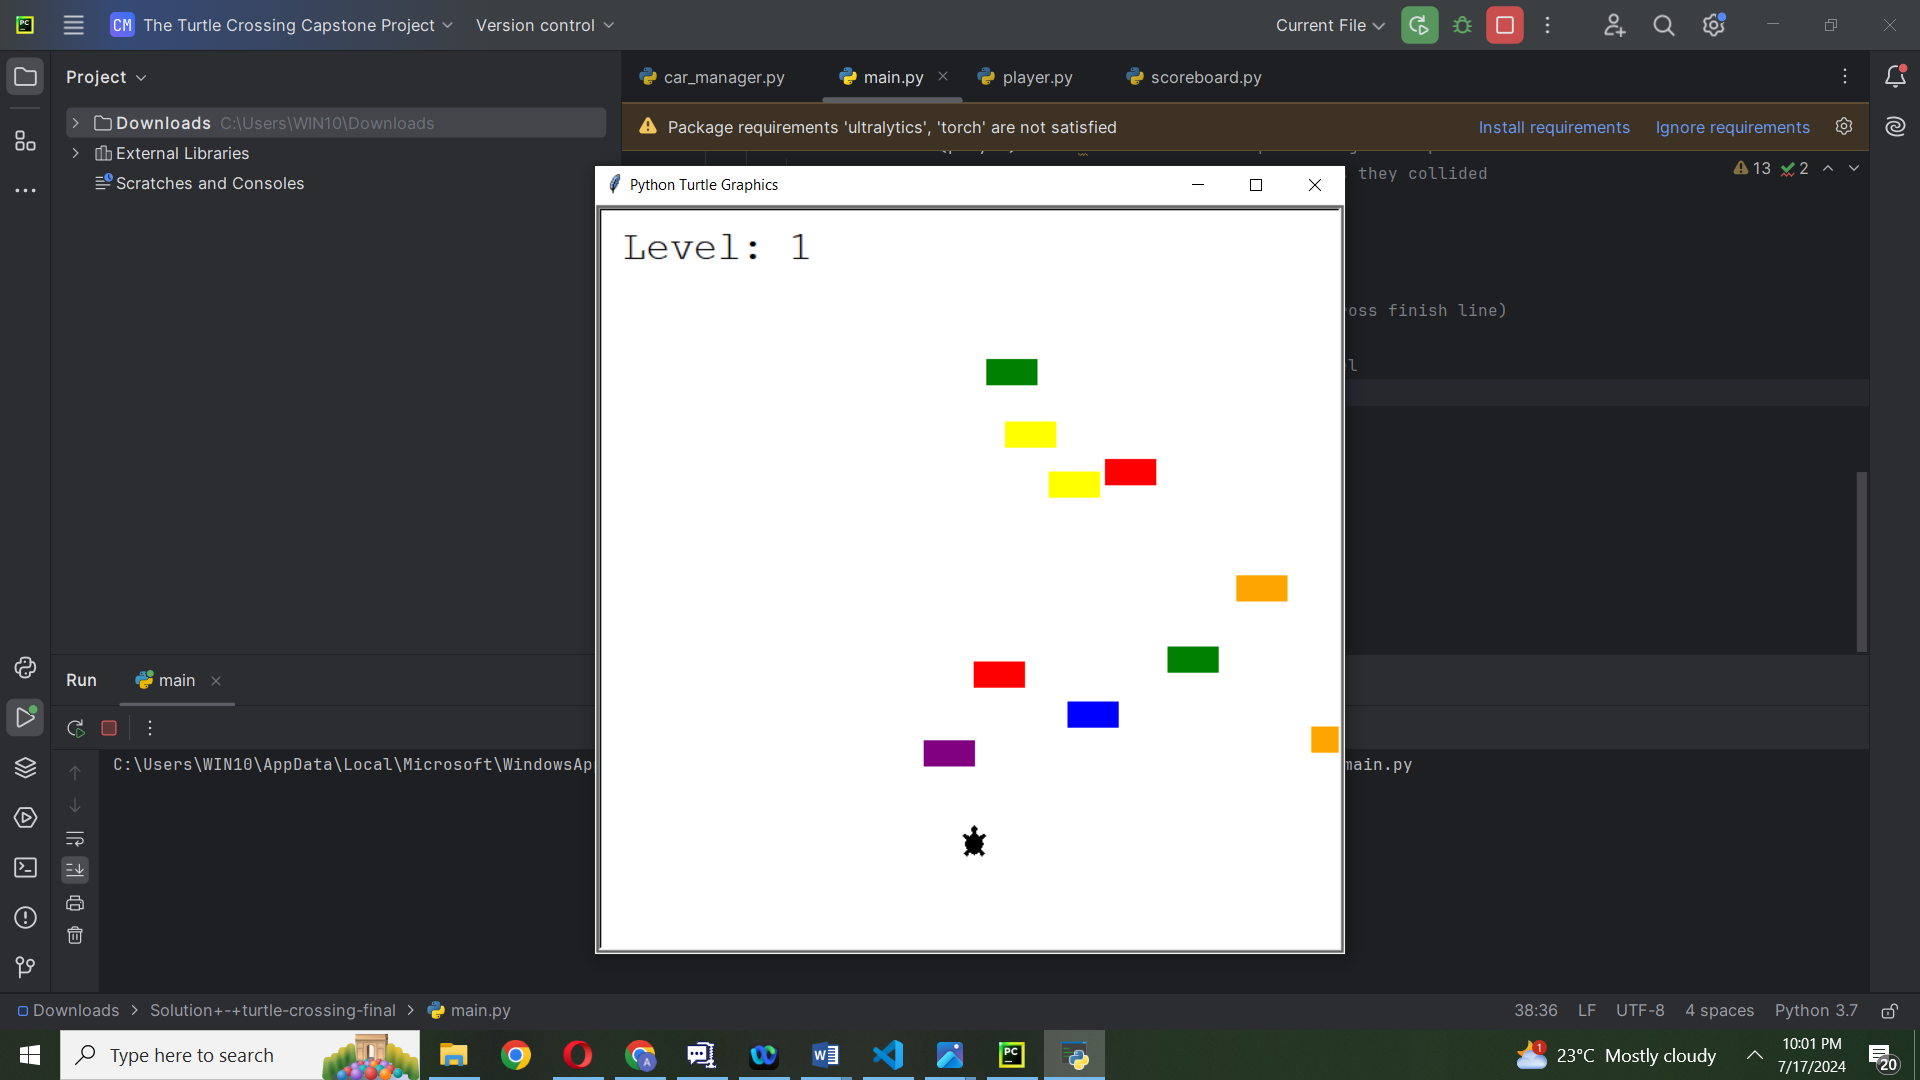 CM The Turtle Crossing Capstone Project Version control Current File
Project car_manager.py main.py player.py scoreboard.py
Downloads C:\Users\WIN10\Downloads
Package requirements 'ultralytics', 'torch' are not satisfied Install requirements Ignore requirements
External Libraries
Scratches and Consoles
they collided 13 2
Python Turtle Graphics
Level: 1
oss finish line)
Run main
C:\Users\WIN10\AppData\Local\Microsoft\WindowsAp main.py
Downloads > Solution+-+turtle-crossing-final > main.py 38:36 LF UTF-8 4 spaces Python 3.7
Type here to search 23°C Mostly cloudy 10:01 PM
7/17/2024 20